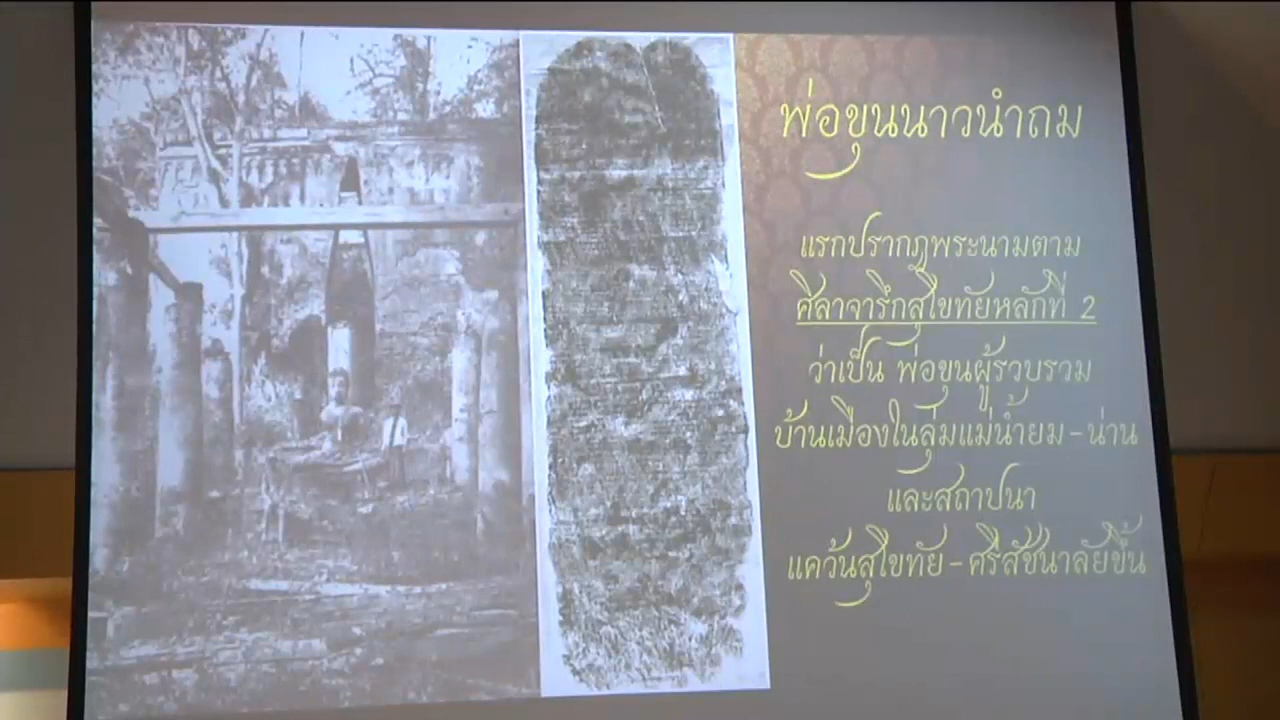 พ่อขุนนาวนำถม
แรกปรากฏพระนามตาม
ศิลาจารึกสุโขทัยหลักที่ 2
ว่าเป็น พ่อขุนผู้รวบรวม
บ้านเมืองในลุ่มแม่น้ำยม-น่าน
และสถาปนา
แคว้นสุโขทัย-ศรีสัชนาลัยขึ้น